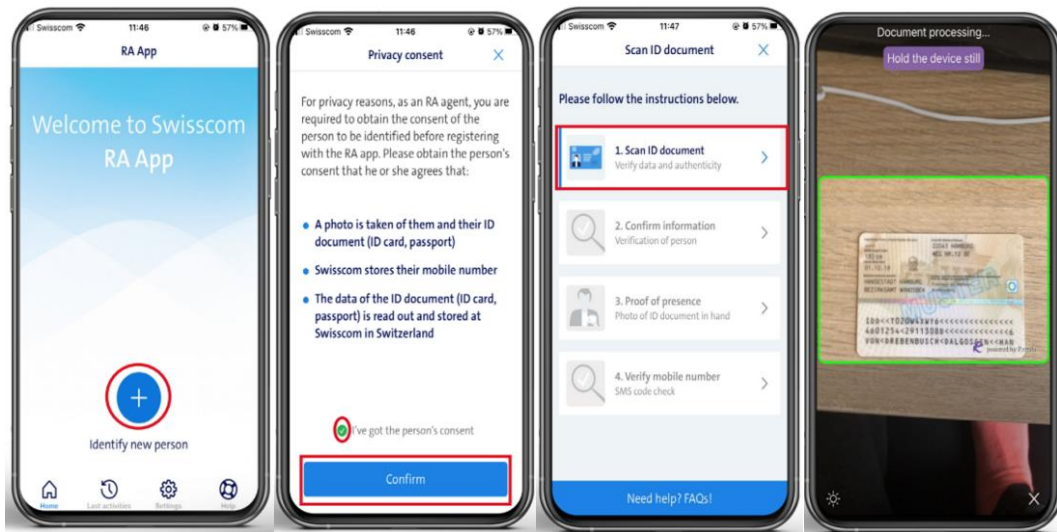 Swisscom
11:46
57%
RA App
Welcome to Swisscom
RA App
Identify new person
Home
Last activities
Settings
Help
Swisscom
11:46
57%
Privacy consent
For privacy reasons, as an RA agent, you are
required to obtain the consent of the
person to be identified before registering
with the RA app. Please obtain the person's
consent that he or she agrees that:
A photo is taken of them and their ID
document (ID card, passport)
Swisscom stores their mobile number
The data of the ID document (ID card,
passport) is read out and stored at
Swisscom in Switzerland
I've got the person's consent
Confirm
Swisscom
11:47
57%
Scan ID document
Please follow the instructions below.
1. Scan ID document
Verify data and authenticity
2. Confirm information
Verification of person
3. Proof of presence
Photo of ID document in hand
4. Verify mobile number
SMS code check
Need help? FAQs!
Document processing...
Hold the device still
HAMBURG
HANSESTADT HAMBURG
MUSTER
powered by